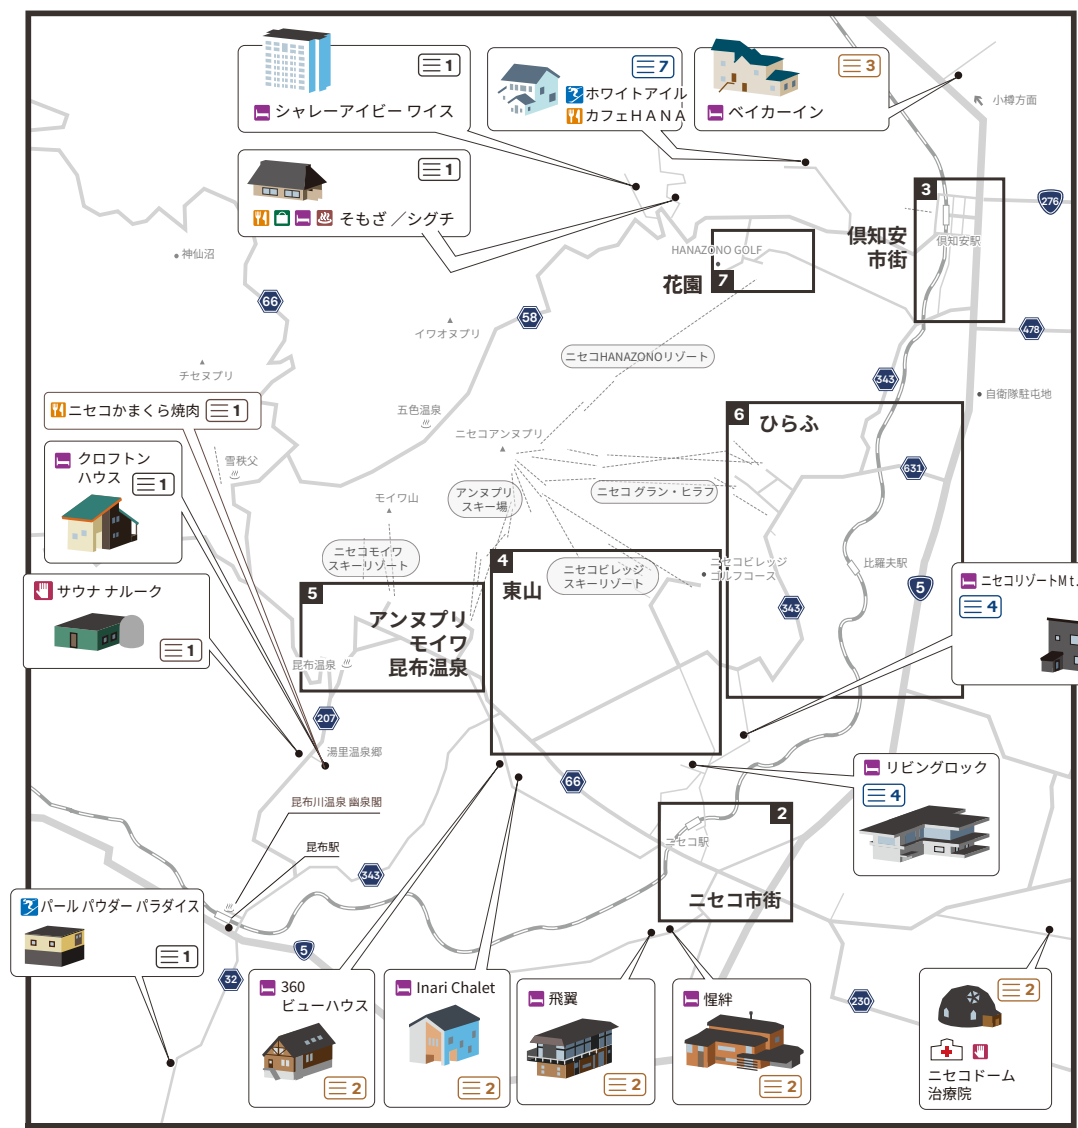 1
シャレーアイビー ワイス
7
ホワイトアイル
カフェＨＡＮＡ
3
ベイカーイン
小樽方面
1
そもざ ／シグチ
3
276
倶知安
市街
倶知安駅
HANAZONO GOLF
花園
7
神仙沼
66
58
イワオヌプリ
478
ニセコHANAZONOリゾート
チセヌプリ
343
自衛隊駐屯地
ニセコかまくら焼肉
1
五色温泉
6
ひらふ
ニセコアンヌプリ
クロフトン
ハウス
1
雪秩父
631
モイワ山
アンヌプリ
スキー場
ニセコ グラン・ヒラフ
ニセコモイワ
スキーリゾート
4
東山
ニセコビレッジ
スキーリゾート
ニセコビレッジ
ゴルフコース
比羅夫駅
サウナ ナルーク
1
5
アンヌプリ
モイワ
昆布温泉
昆布温泉
343
5
ニセコリゾートＭｔ.
4
207
湯里温泉郷
66
リビングロック
4
昆布川温泉 幽泉閣
昆布駅
2
ニセコ駅
ニセコ市街
343
パール パウダー パラダイス
1
5
32
360
ビューハウス
2
Inari Chalet
2
飛翼
2
惺絆
2
230
2
ニセコドーム
治療院